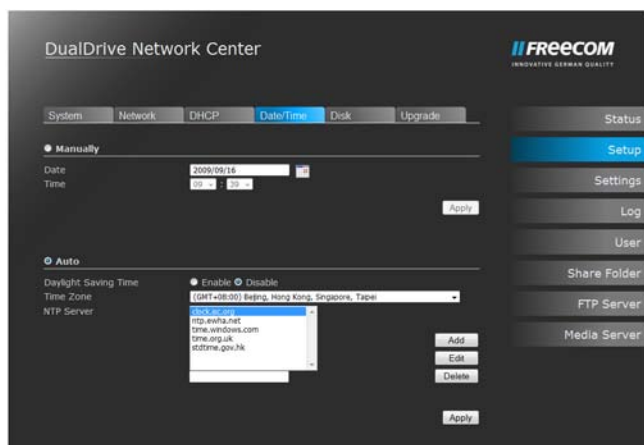 DualDrive Network Center
FREECOM
INNOVATIVE GERMAN QUALITY
System Network DHCP Date/Time Disk Upgrade
Status
Setup
Settings
Log
User
Share Folder
FTP Server
Media Server
Manually
Date 2009/09/16
Time 09 : 39
Apply
Auto
Daylight Saving Time Enable Disable
Time Zone (GMT+08:00) Beijing, Hong Kong, Singapore, Taipei
NTP Server
clock.isc.org
ntp.ewha.net
time.windows.com
time.org.uk
stdtime.gov.hk
Add
Edit
Delete
Apply